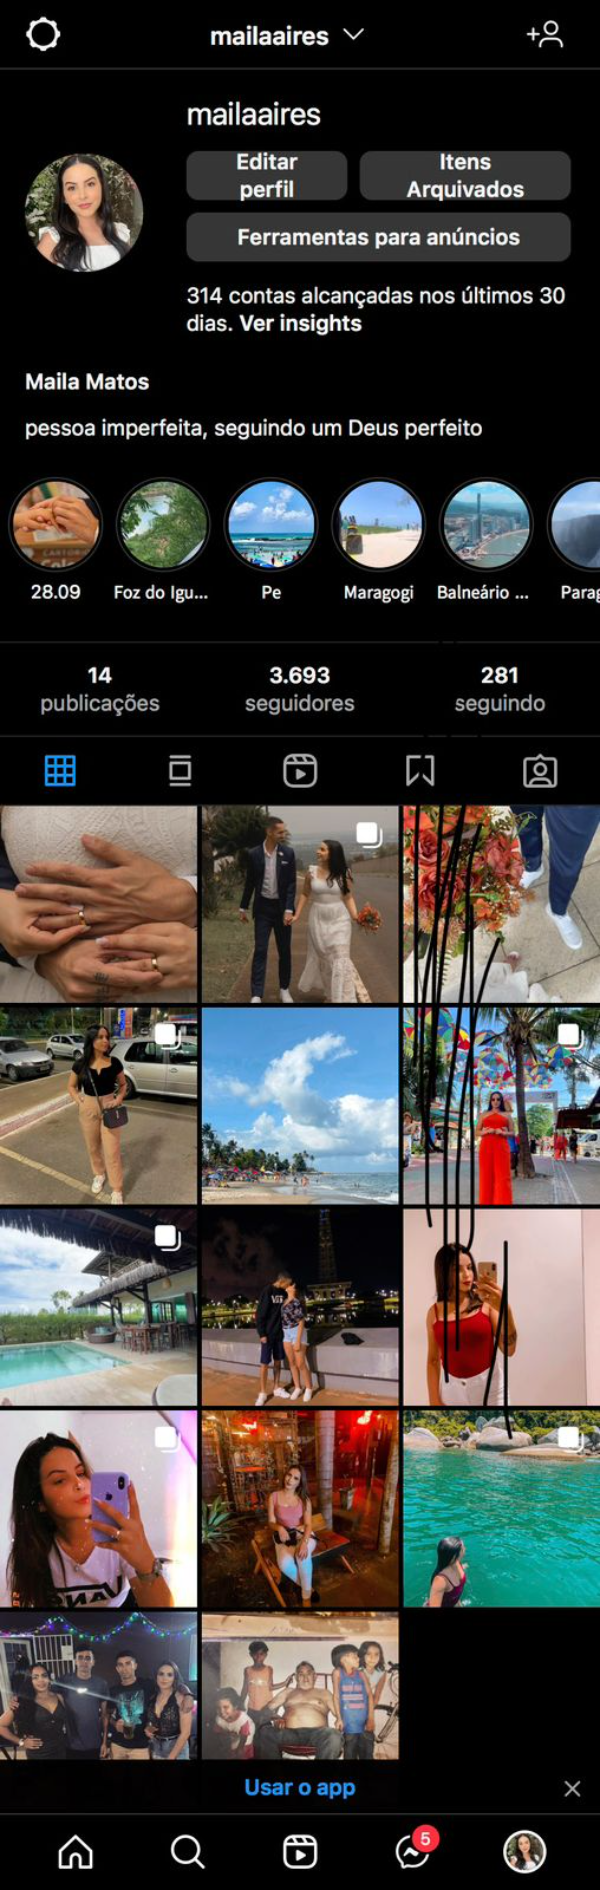 mailaaires
mailaaires
Editar
perfil
Itens
Arquivados
Ferramentas para anúncios
314 contas alcançadas nos últimos 30
dias. Ver insights
Maila Matos
pessoa imperfeita, seguindo um Deus perfeito
28.09
Foz do Igu...
Pe
Maragogi
Balneário ...
Parag
14
publicações
3.693
seguidores
281
seguindo
Usar o app
5